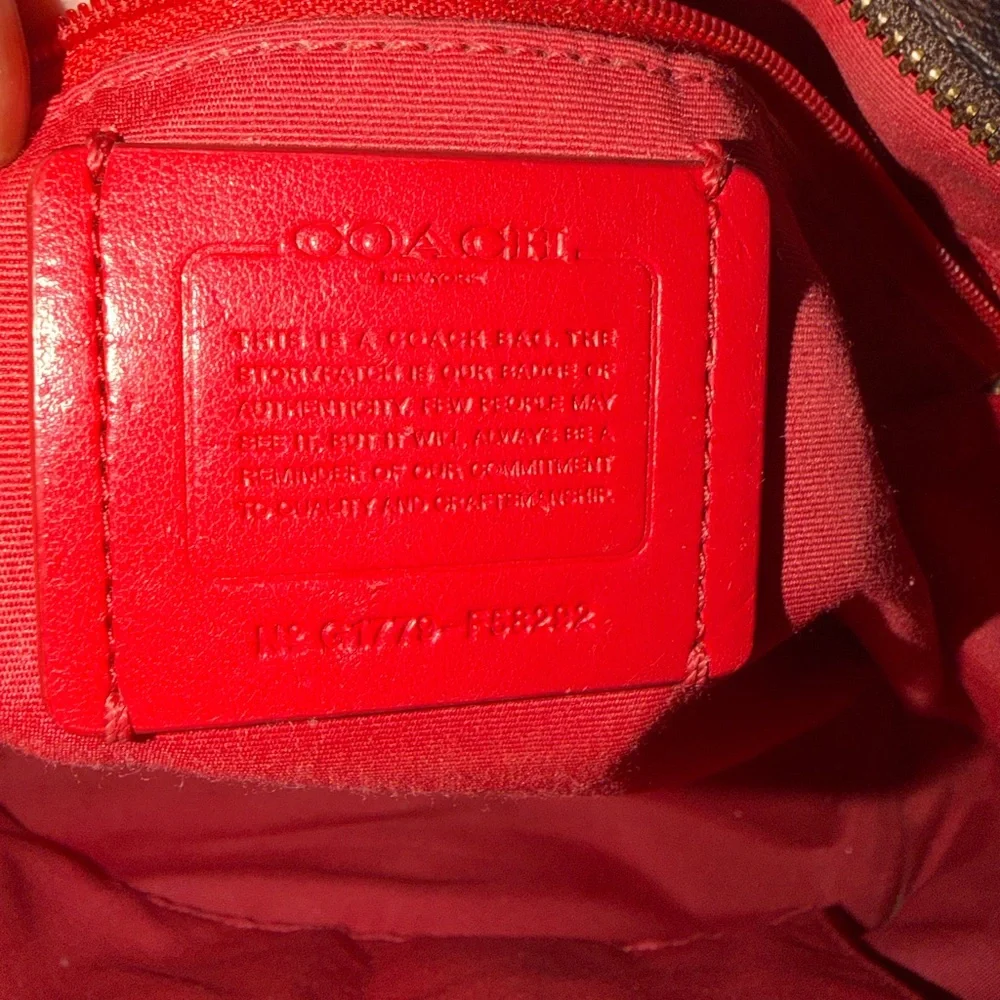 COACH
NEW YORK
THIS IS A COACH BAG. THE
STORYPATCH IS OUR BADGE OF
AUTHENTICITY. FEW PEOPLE MAY
SEE IT, BUT IT WILL ALWAYS BE A
REMINDER OF OUR COMMITMENT
TO QUALITY AND CRAFTSMANSHIP.
-F58292